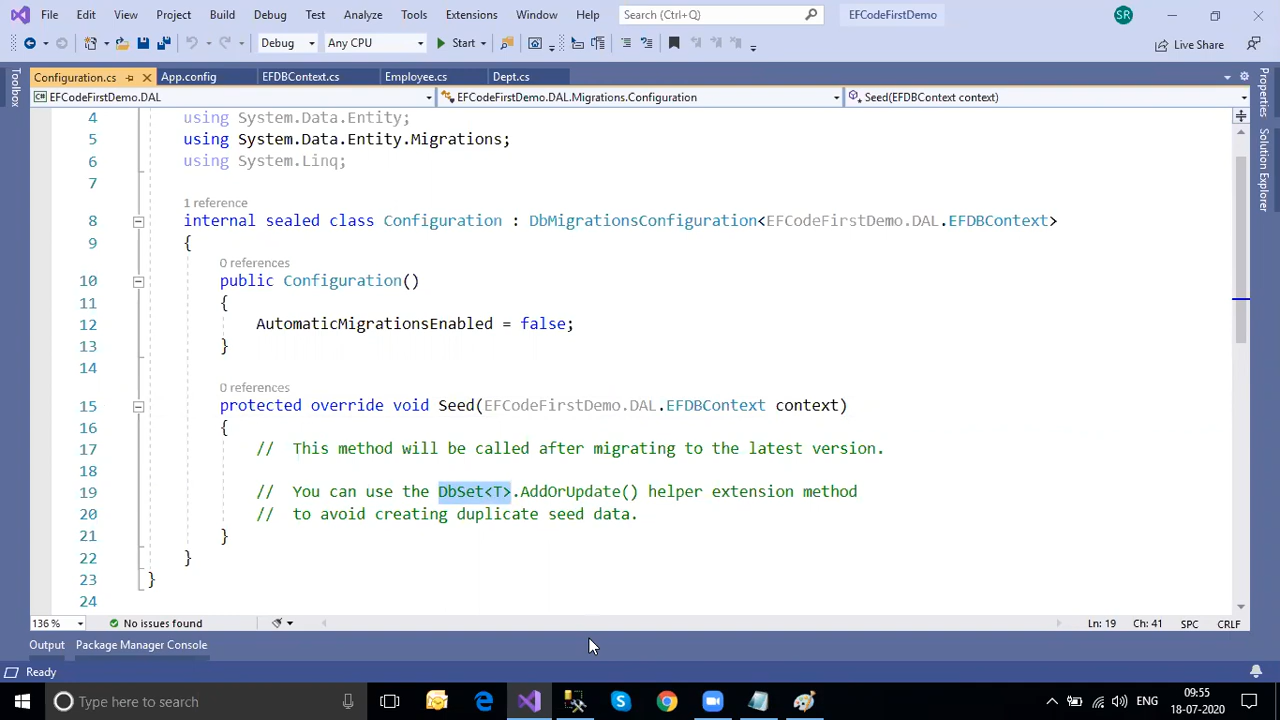 File Edit View Project Build Debug Test Analyze Tools Extensions Window Help Search (Ctrl+Q) EFCodeFirstDemo SR
Debug Any CPU Start Live Share
Configuration.cs App.config EFDBContext.cs Employee.cs Dept.cs
EFCodeFirstDemo.DAL EFCodeFirstDemo.DAL.Migrations.Configuration Seed(EFDBContext context)
Toolbox
Properties
Solution Explorer
4 using System.Data.Entity;
5 using System.Data.Entity.Migrations;
6 using System.Linq;
7
1 reference
8 internal sealed class Configuration : DbMigrationsConfiguration<EFCodeFirstDemo.DAL.EFDBContext>
9 {
0 references
10 public Configuration()
11 {
12 AutomaticMigrationsEnabled = false;
13 }
14
0 references
15 protected override void Seed(EFCodeFirstDemo.DAL.EFDBContext context)
16 {
17 // This method will be called after migrating to the latest version.
18
19 // You can use the DbSet<T>.AddOrUpdate() helper extension method
20 // to avoid creating duplicate seed data.
21 }
22 }
23 }
24
136 % No issues found Ln: 19 Ch: 41 SPC CRLF
Output Package Manager Console
Ready
Type here to search ENG 09:55
18-07-2020